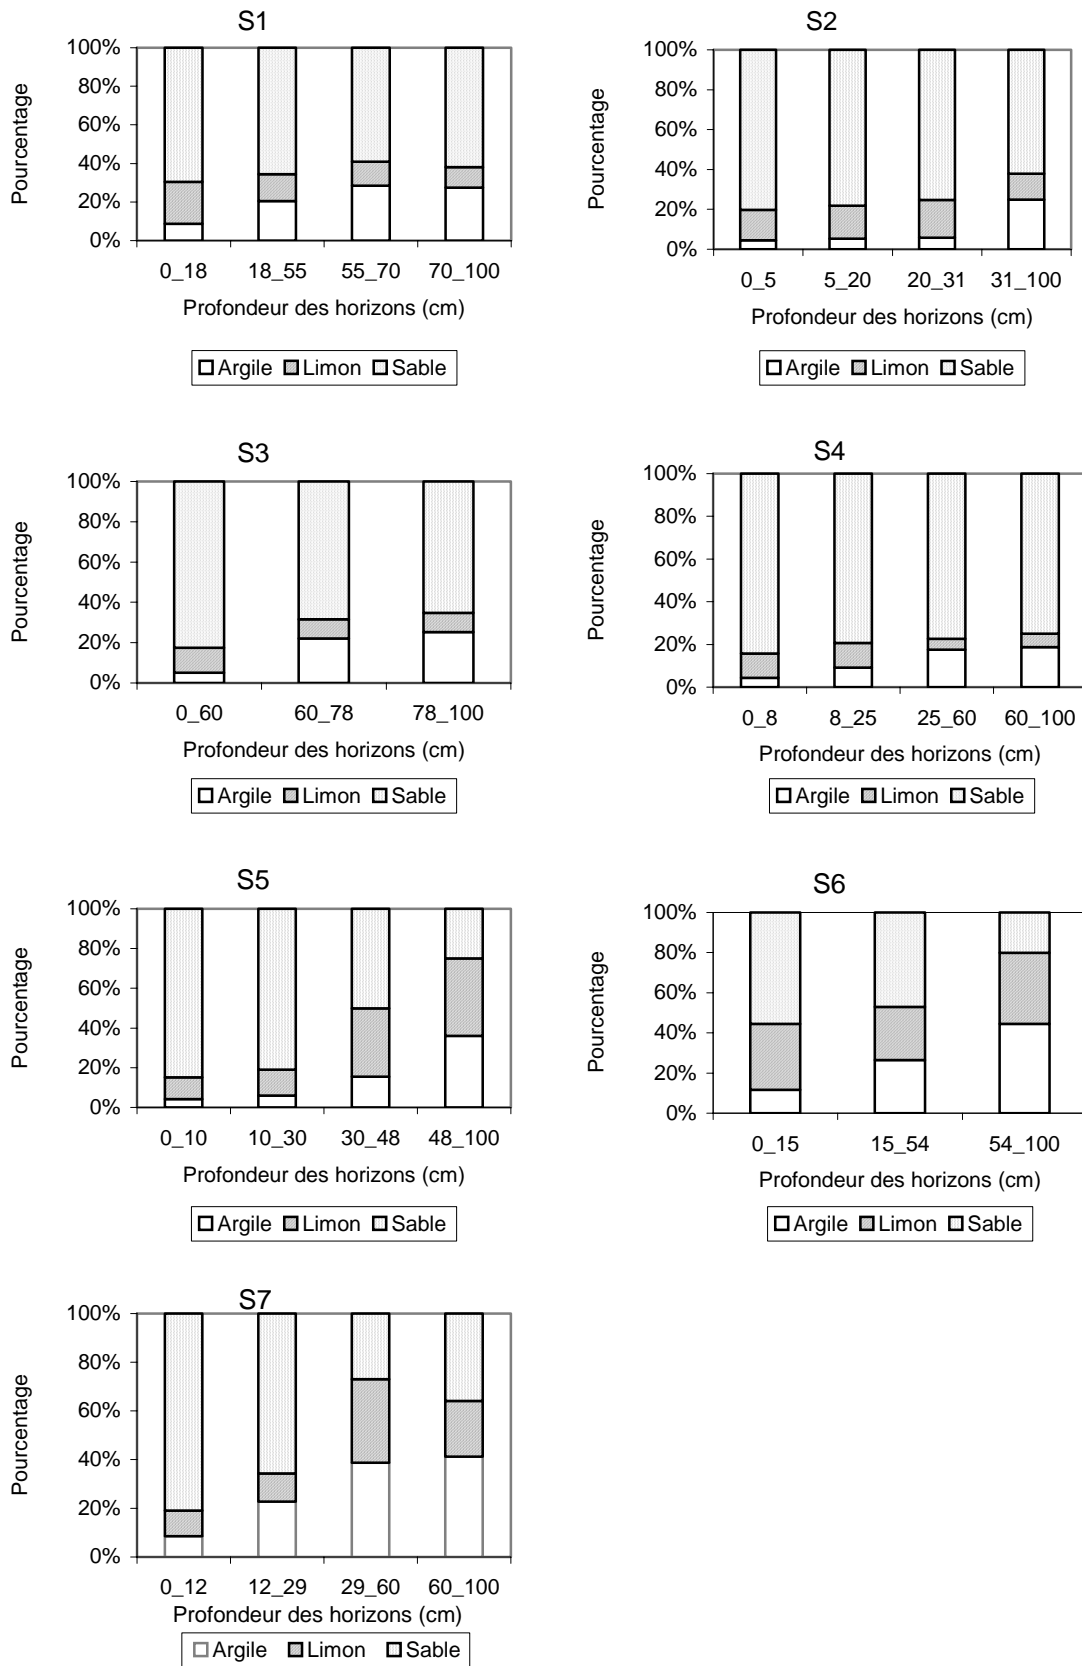 S1
100%
80%
60%
40%
20%
0%
Pourcentage
0_18 18_55 55_70 70_100
Profondeur des horizons (cm)
Argile Limon Sable
S2
100%
80%
60%
40%
20%
0%
Pourcentage
0_5 5_20 20_31 31_100
Profondeur des horizons (cm)
Argile Limon Sable
S3
100%
80%
60%
40%
20%
0%
Pourcentage
0_60 60_78 78_100
Profondeur des horizons (cm)
Argile Limon Sable
S4
100%
80%
60%
40%
20%
0%
Pourcentage
0_8 8_25 25_60 60_100
Profondeur des horizons (cm)
Argile Limon Sable
S5
100%
80%
60%
40%
20%
0%
Pourcentage
0_10 10_30 30_48 48_100
Profondeur des horizons (cm)
Argile Limon Sable
S6
100%
80%
60%
40%
20%
0%
Pourcentage
0_15 15_54 54_100
Profondeur des horizons (cm)
Argile Limon Sable
S7
100%
80%
60%
40%
20%
0%
Pourcentage
0_12 12_29 29_60 60_100
Profondeur des horizons (cm)
Argile Limon Sable